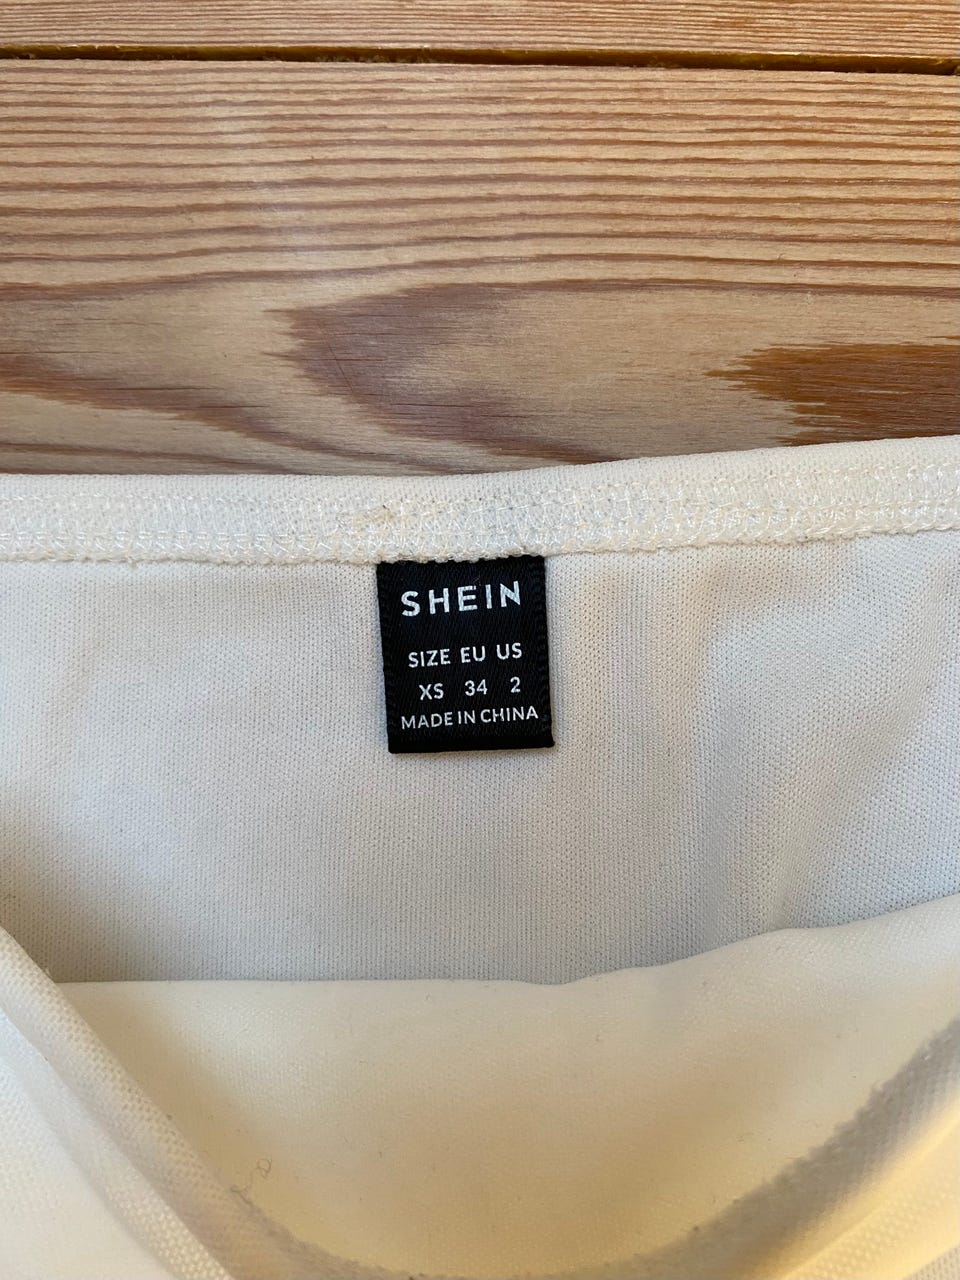 SHEIN
SIZE EU US
XS 34 2
MADE IN CHINA